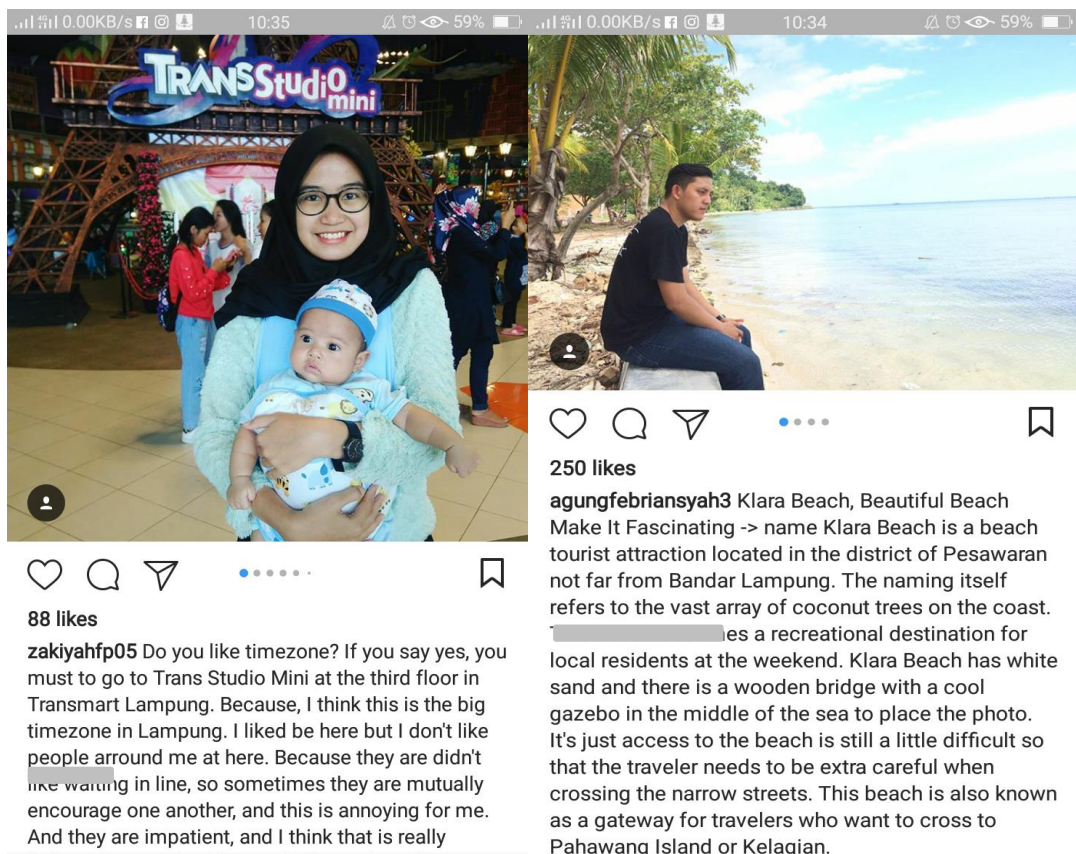 0.00KB/s 10:35 59%
TRANS Studio mini
88 likes
zakiyahfp05 Do you like timezone? If you say yes, you
must to go to Trans Studio Mini at the third floor in
Transmart Lampung. Because, I think this is the big
timezone in Lampung. I liked be here but I don't like
people arround me at here. Because they are didn't
like waiting in line, so sometimes they are mutually
encourage one another, and this is annoying for me.
And they are impatient, and I think that is really
0.00KB/s 10:34 59%
250 likes
agungfebriansyah3 Klara Beach, Beautiful Beach
Make It Fascinating -> name Klara Beach is a beach
tourist attraction located in the district of Pesawaran
not far from Bandar Lampung. The naming itself
refers to the vast array of coconut trees on the coast.
a recreational destination for
local residents at the weekend. Klara Beach has white
sand and there is a wooden bridge with a cool
gazebo in the middle of the sea to place the photo.
It's just access to the beach is still a little difficult so
that the traveler needs to be extra careful when
crossing the narrow streets. This beach is also known
as a gateway for travelers who want to cross to
Pahawang Island or Kelagian.